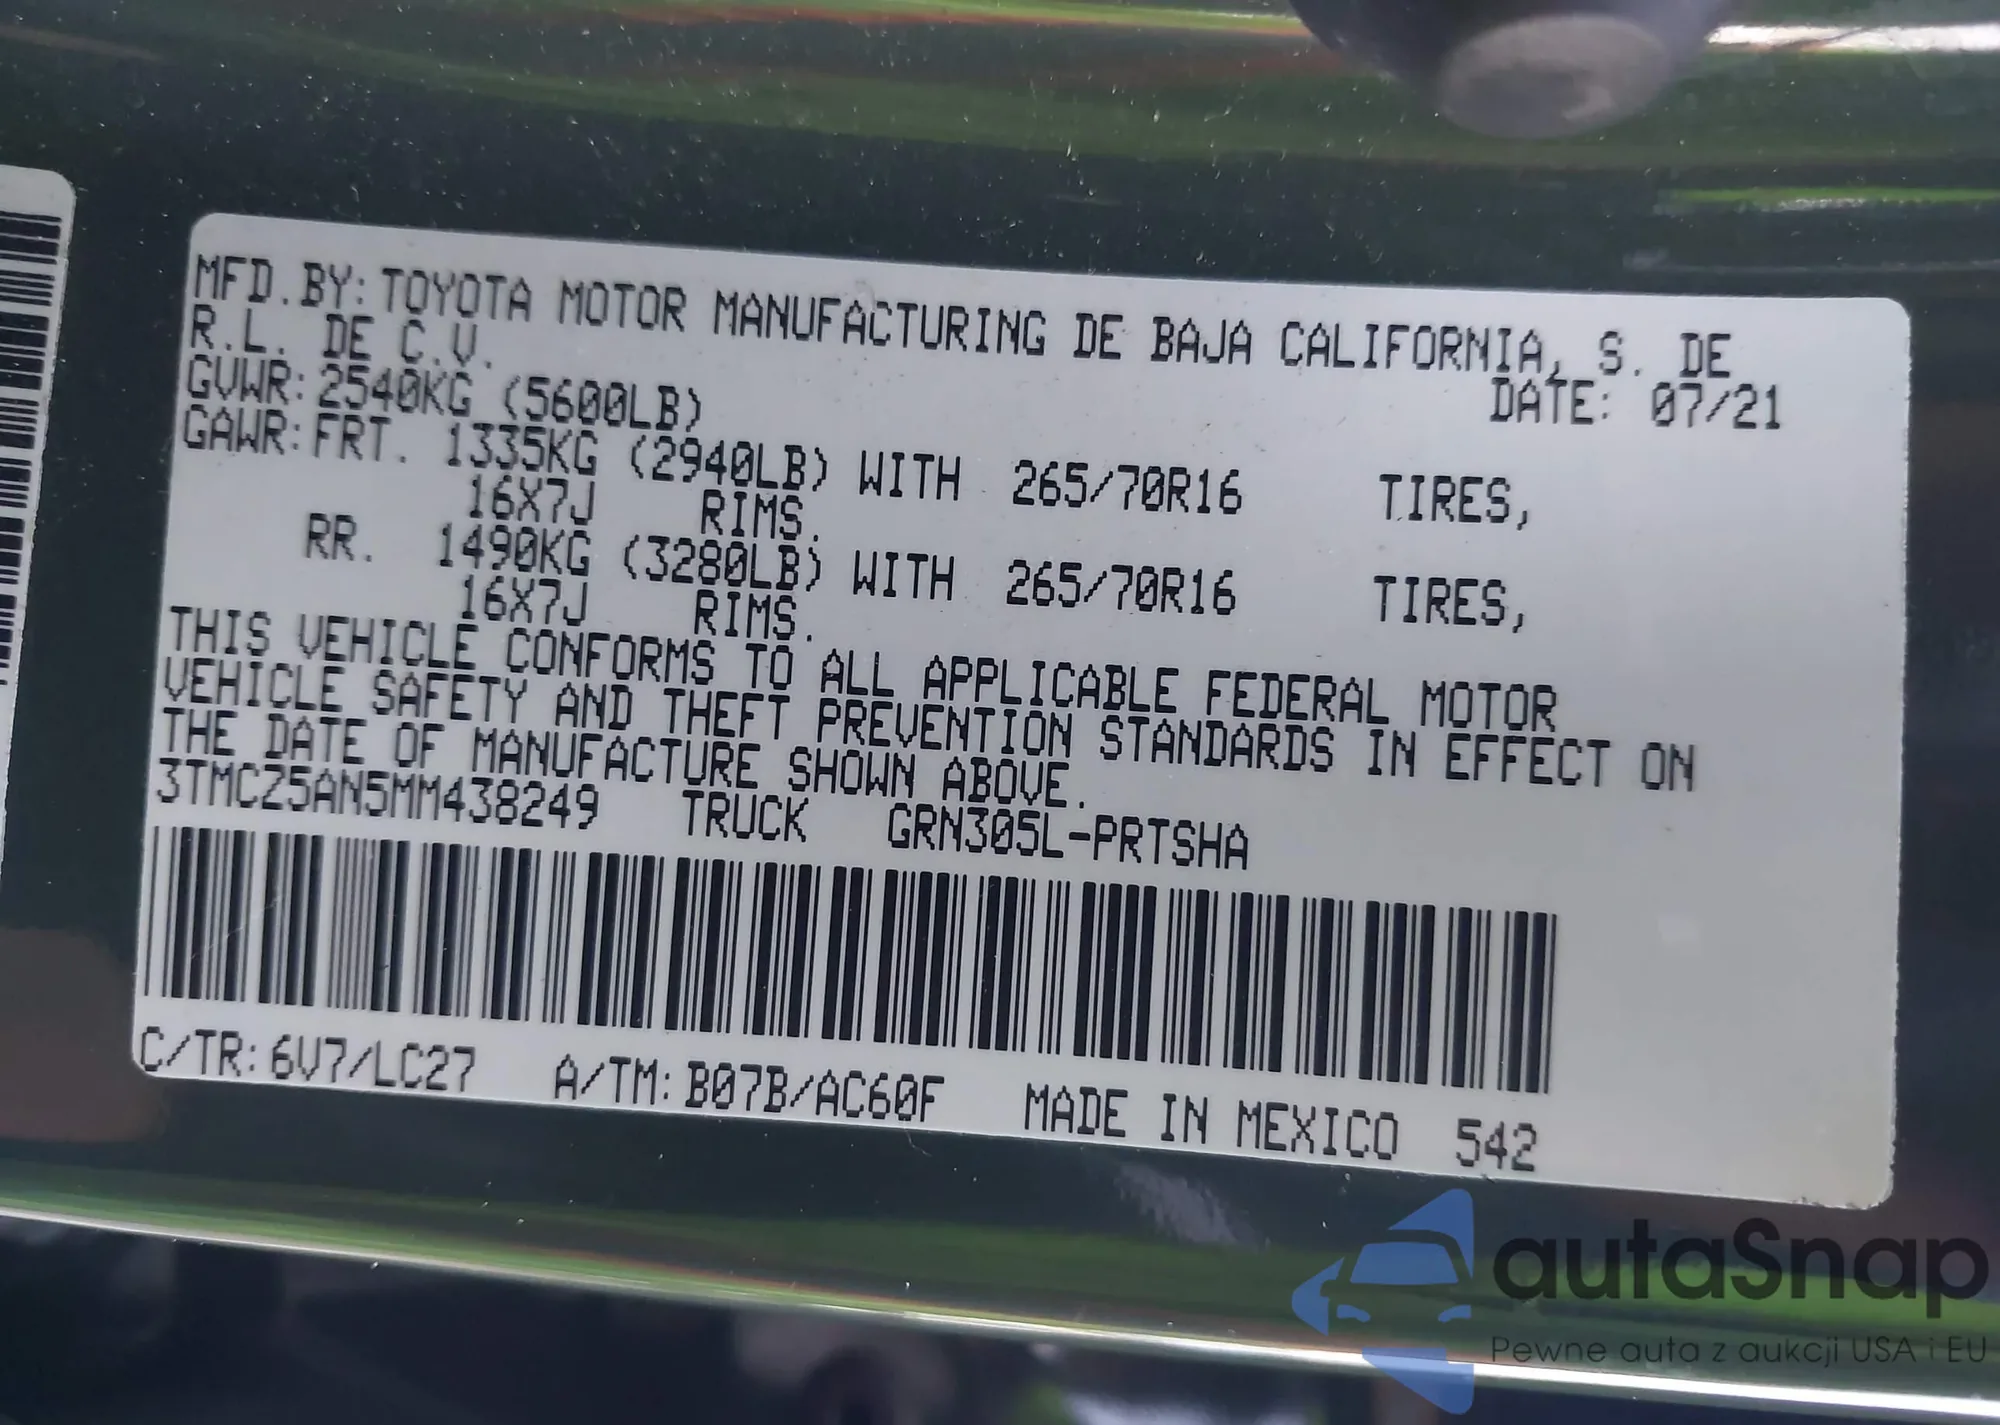 MFD.BY:TOYOTA MOTOR MANUFACTURING DE BAJA CALIFORNIA, S. DE
R.L. DE C.V.
DATE: 07/21
GVWR:2540KG (5600LB)
GAWR:FRT. 1335KG (2940LB) WITH 265/70R16 TIRES,
16X7J RIMS.
RR. 1490KG (3280LB) WITH 265/70R16 TIRES,
16X7J RIMS.
THIS VEHICLE CONFORMS TO ALL APPLICABLE FEDERAL MOTOR
VEHICLE SAFETY AND THEFT PREVENTION STANDARDS IN EFFECT ON
THE DATE OF MANUFACTURE SHOWN ABOVE.
3TMCZ5AN5MM438249 TRUCK GRN305L-PRTSHA
C/TR:6V7/LC27 A/TM:B07B/AC60F MADE IN MEXICO 542
autaSnap
Pewne auta z aukcji USA i EU